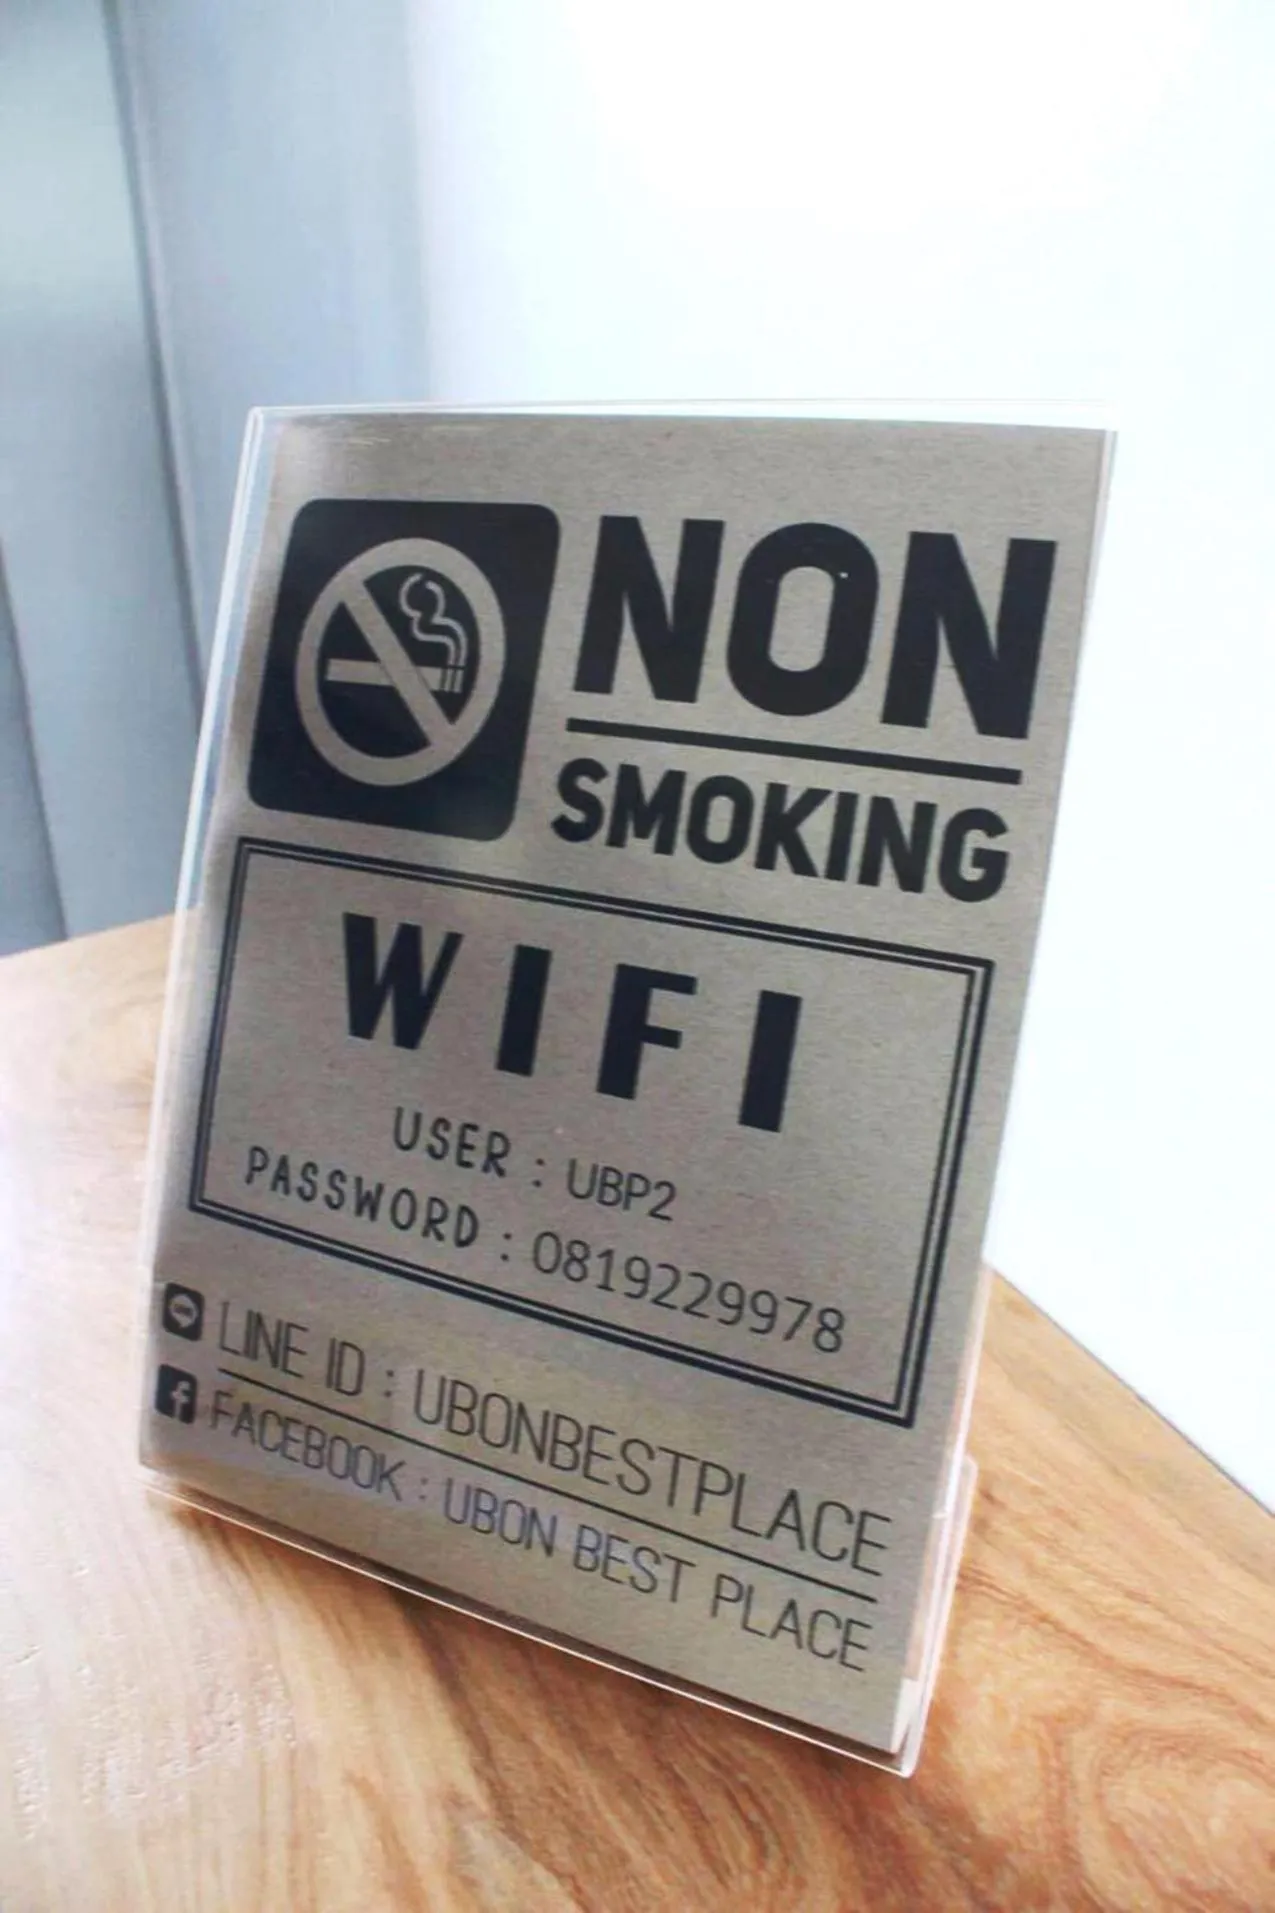 NON
SMOKING
WIFI
USER : UBP2
PASSWORD : 0819229978
LINE ID : UBONBESTPLACE
FACEBOOK : UBON BEST PLACE